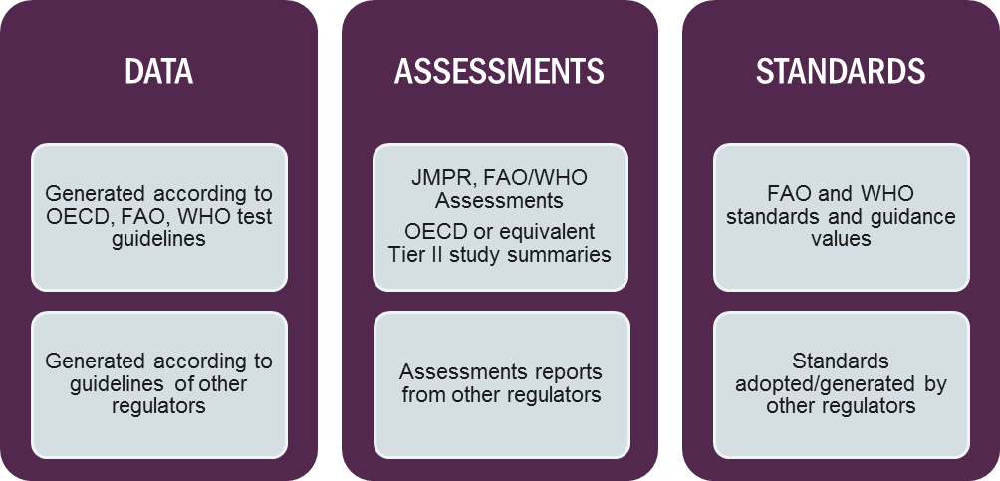 DATA
Generated according to
OECD, FAO, WHO test
guidelines
Generated according to
guidelines of other
regulators
ASSESSMENTS
JMPR, FAO/WHO
Assessments
OECD or equivalent
Tier II study summaries
Assessments reports
from other regulators
STANDARDS
FAO and WHO
standards and guidance
values
Standards
adopted/generated by
other regulators